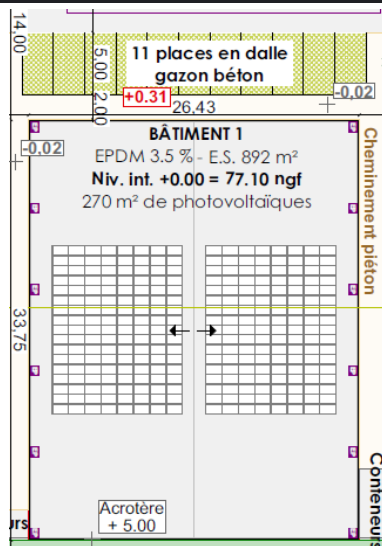 14,00
5.00
2.00
11 places en dalle
gazon béton
+0.31
-0,02
26,43
-0.02
BÂTIMENT 1
EPDM 3.5 % - E.S. 892 m²
Niv. int. +0.00 = 77.10 ngf
270 m² de photovoltaïques
Cheminement piéton
33,75
Acrotère
+ 5.00
urs
Conteneurs